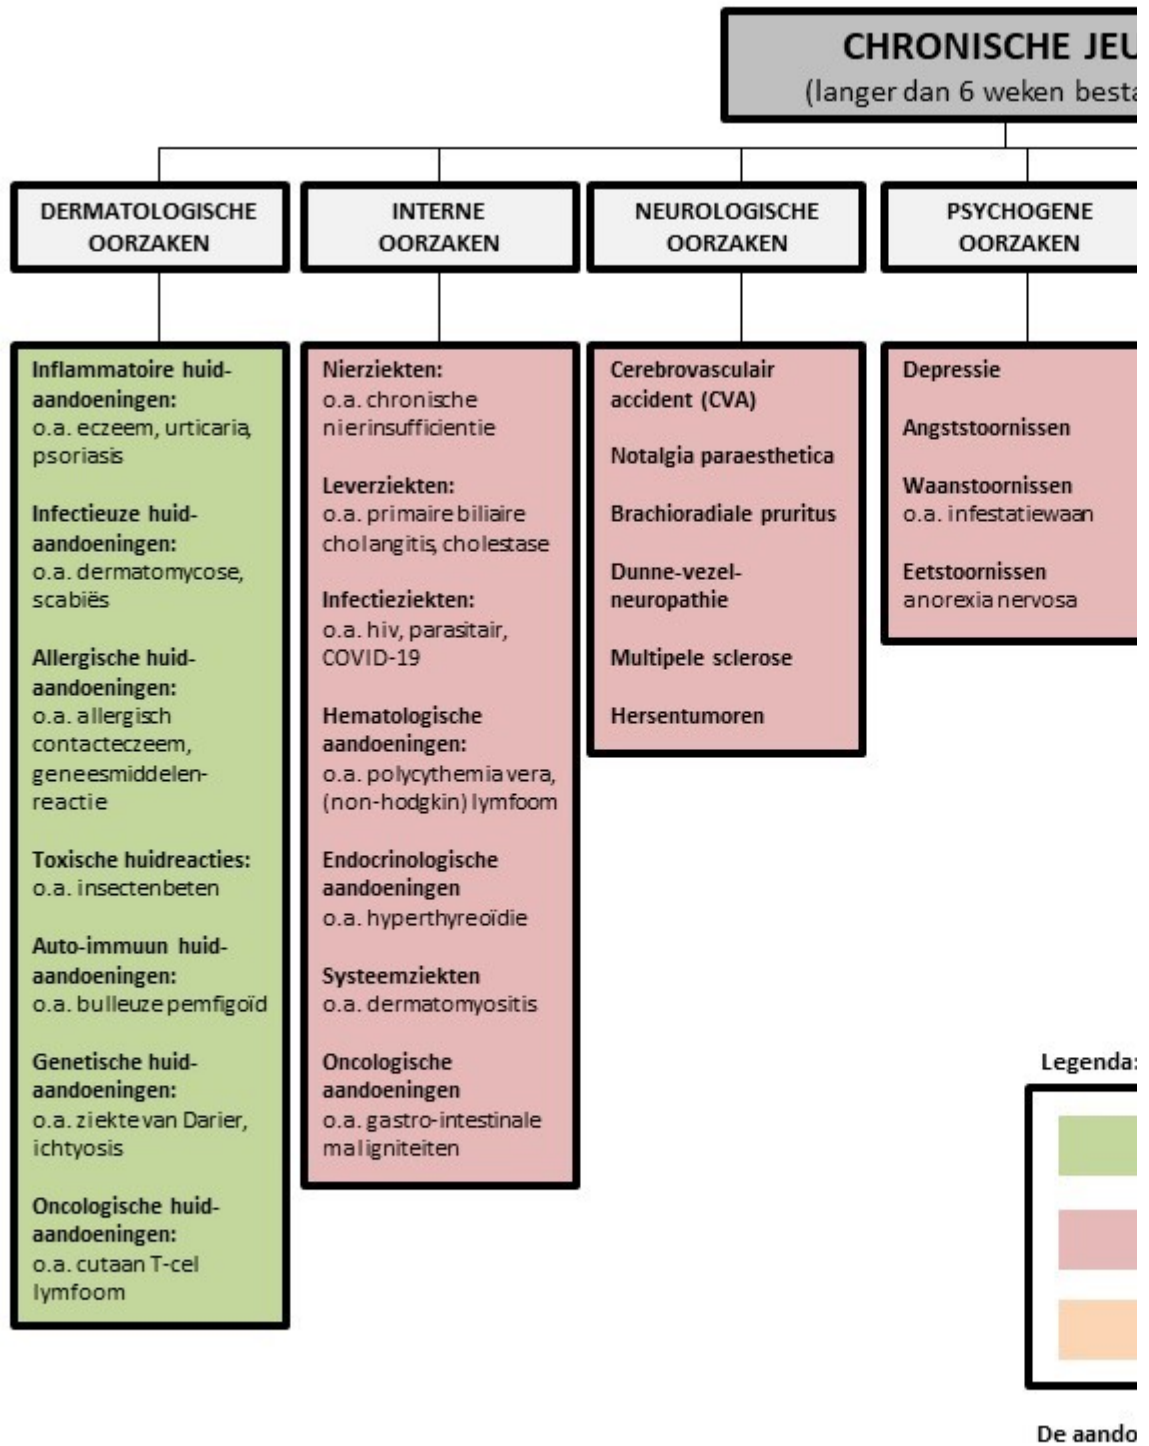 CHRONISCHE JEU
(langer dan 6 weken besta
DERMATOLOGISCHE
OORZAKEN
INTERNE
OORZAKEN
NEUROLOGISCHE
OORZAKEN
PSYCHOGENE
OORZAKEN
Inflammatoire huid-
aandoeningen:
o.a. eczeem, urticaria,
psoriasis
Infectieuze huid-
aandoeningen:
o.a. dermatomycose,
scabiës
Allergische huid-
aandoeningen:
o.a. allergisch
contacteczeem,
geneesmiddelen-
reactie
Toxische huidreacties:
o.a. insectenbeten
Auto-immuun huid-
aandoeningen:
o.a. bulleuze pemfigoïd
Genetische huid-
aandoeningen:
o.a. ziekte van Darier,
ichtyosis
Oncologische huid-
aandoeningen:
o.a. cutaan T-cel
lymfoom
Nierziekten:
o.a. chronische
nierinsufficientie
Leverziekten:
o.a. primaire biliaire
cholangitis, cholestase
Infectieziekten:
o.a. hiv, parasitair,
COVID-19
Hematologische
aandoeningen:
o.a. polycythemia vera,
(non-hodgkin) lymfoom
Endocrinologische
aandoeningen
o.a. hyperthyreoïdie
Systeemziekten
o.a. dermatomyositis
Oncologische
aandoeningen
o.a. gastro-intestinale
maligniteiten
Cerebrovasculair
accident (CVA)
Notalgia paraesthetica
Brachioradiale pruritus
Dunne-vezel-
neuropathie
Multipele sclerose
Hersentumoren
Depressie
Angststoornissen
Waanstoornissen
o.a. infestatiewaan
Eetstoornissen
anorexia nervosa
Legenda:
De aando